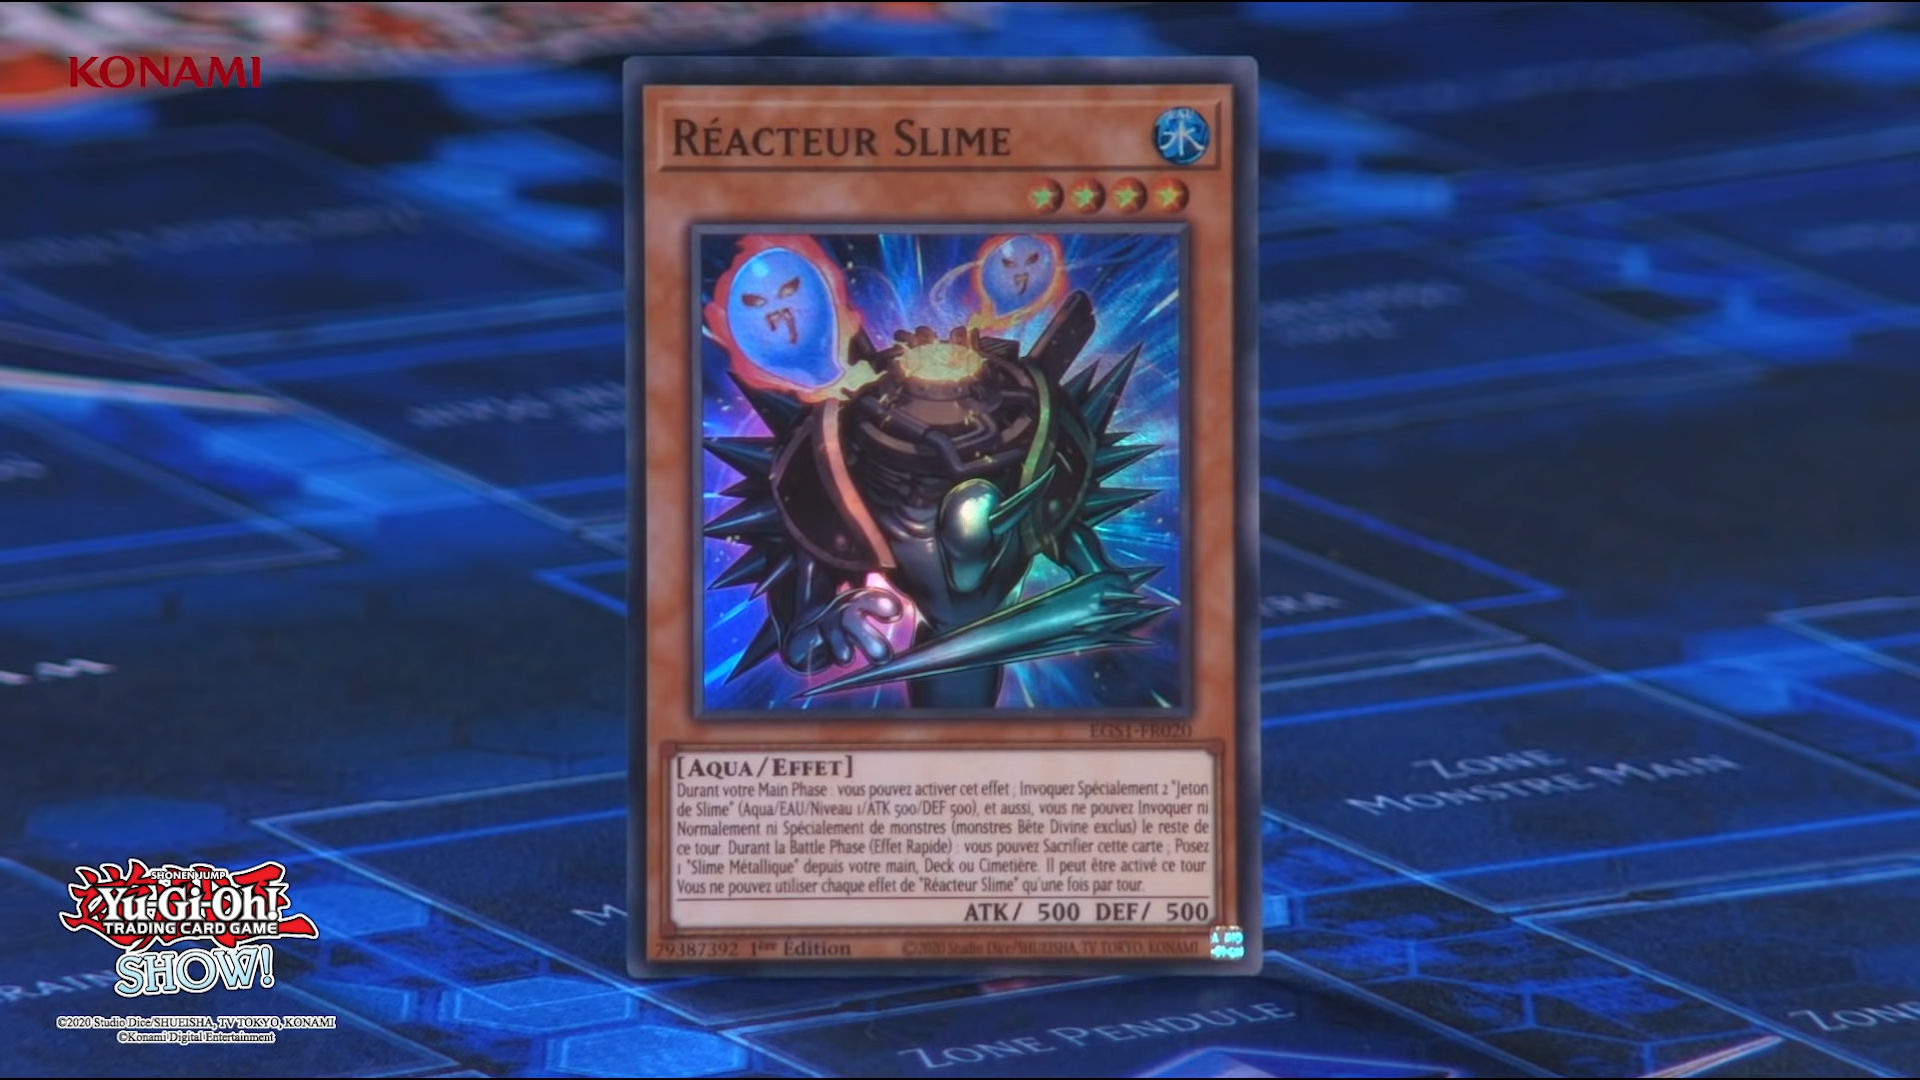 KONAMI
RÉACTEUR SLIME
EAU
水
EGS1-FR020
[AQUA/EFFET]
Durant votre Main Phase : vous pouvez activer cet effet ; Invoquez Spécialement 2 "Jeton
de Slime" (Aqua/EAU/Niveau 1/ATK 500/DEF 500), et aussi, vous ne pouvez Invoquer ni
Normalement ni Spécialement de monstres (monstres Bête Divine exclus) le reste de
ce tour. Durant la Battle Phase (Effet Rapide) : vous pouvez Sacrifier cette carte ; Posez
1 "Slime Métallique" depuis votre main, Deck ou Cimetière. Il peut être activé ce tour.
Vous ne pouvez utiliser chaque effet de "Réacteur Slime" qu'une fois par tour.
ATK/ 500 DEF/ 500
79387392 1ère Édition ©2020 Studio Dice/SHUEISHA, TV TOKYO, KONAMI
ZONE
MONSTRE-MAIN
ZONE PENDULE
ZONE
SHONEN JUMP
Yu-Gi-Oh!
TRADING CARD GAME
SHOW!
©2020 Studio Dice/SHUEISHA, TV TOKYO, KONAMI
©Konami Digital Entertainment